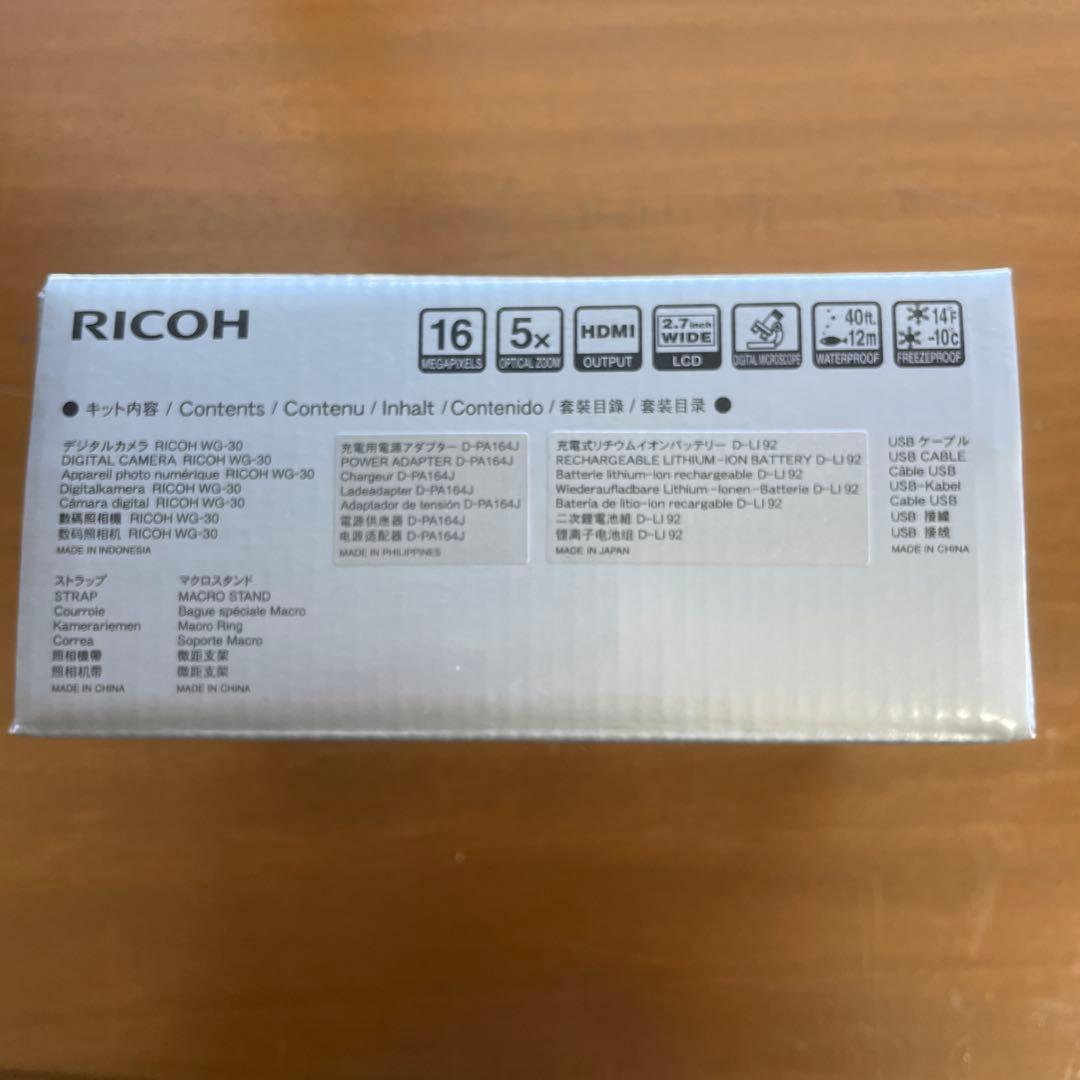 RICOH
16
MEGAPIXELS
5x
OPTICAL ZOOM
HDMI
OUTPUT
2.7inch
WIDE
LCD
DIGITAL MICROSCOPE
40ft.
12m
WATERPROOF
14°F
-10°C
FREEZEPROOF
● キット内容 / Contents / Contenu / Inhalt / Contenido / 套裝目錄 / 套装目录 ●
デジタルカメラ RICOH WG-30
DIGITAL CAMERA RICOH WG-30
Appareil photo numérique RICOH WG-30
Digitalkamera RICOH WG-30
Cámara digital RICOH WG-30
數碼照相機 RICOH WG-30
数码照相机 RICOH WG-30
MADE IN INDONESIA
充電用電源アダプター D-PA164J
POWER ADAPTER D-PA164J
Chargeur D-PA164J
Ladeadapter D-PA164J
Adaptador de tensión D-PA164J
電源供應器 D-PA164J
电源适配器 D-PA164J
MADE IN PHILIPPINES
充電式リチウムイオンバッテリー D-LI 92
RECHARGEABLE LITHIUM-ION BATTERY D-LI 92
Batterie lithium-ion rechargeable D-LI 92
Wiederaufladbare Lithium-Ionen-Batterie D-LI 92
Batería de litio-ion recargable D-LI 92
二次鋰電池組 D-LI 92
锂离子电池组 D-LI 92
MADE IN JAPAN
USB ケーブル
USB CABLE
Câble USB
USB-Kabel
Cable USB
USB 接線
USB 接线
MADE IN CHINA
ストラップ
STRAP
Courroie
Kamerariemen
Correa
照相機帶
照相机带
MADE IN CHINA
マクロスタンド
MACRO STAND
Bague spéciale Macro
Macro Ring
Soporte Macro
微距支架
微距支架
MADE IN CHINA